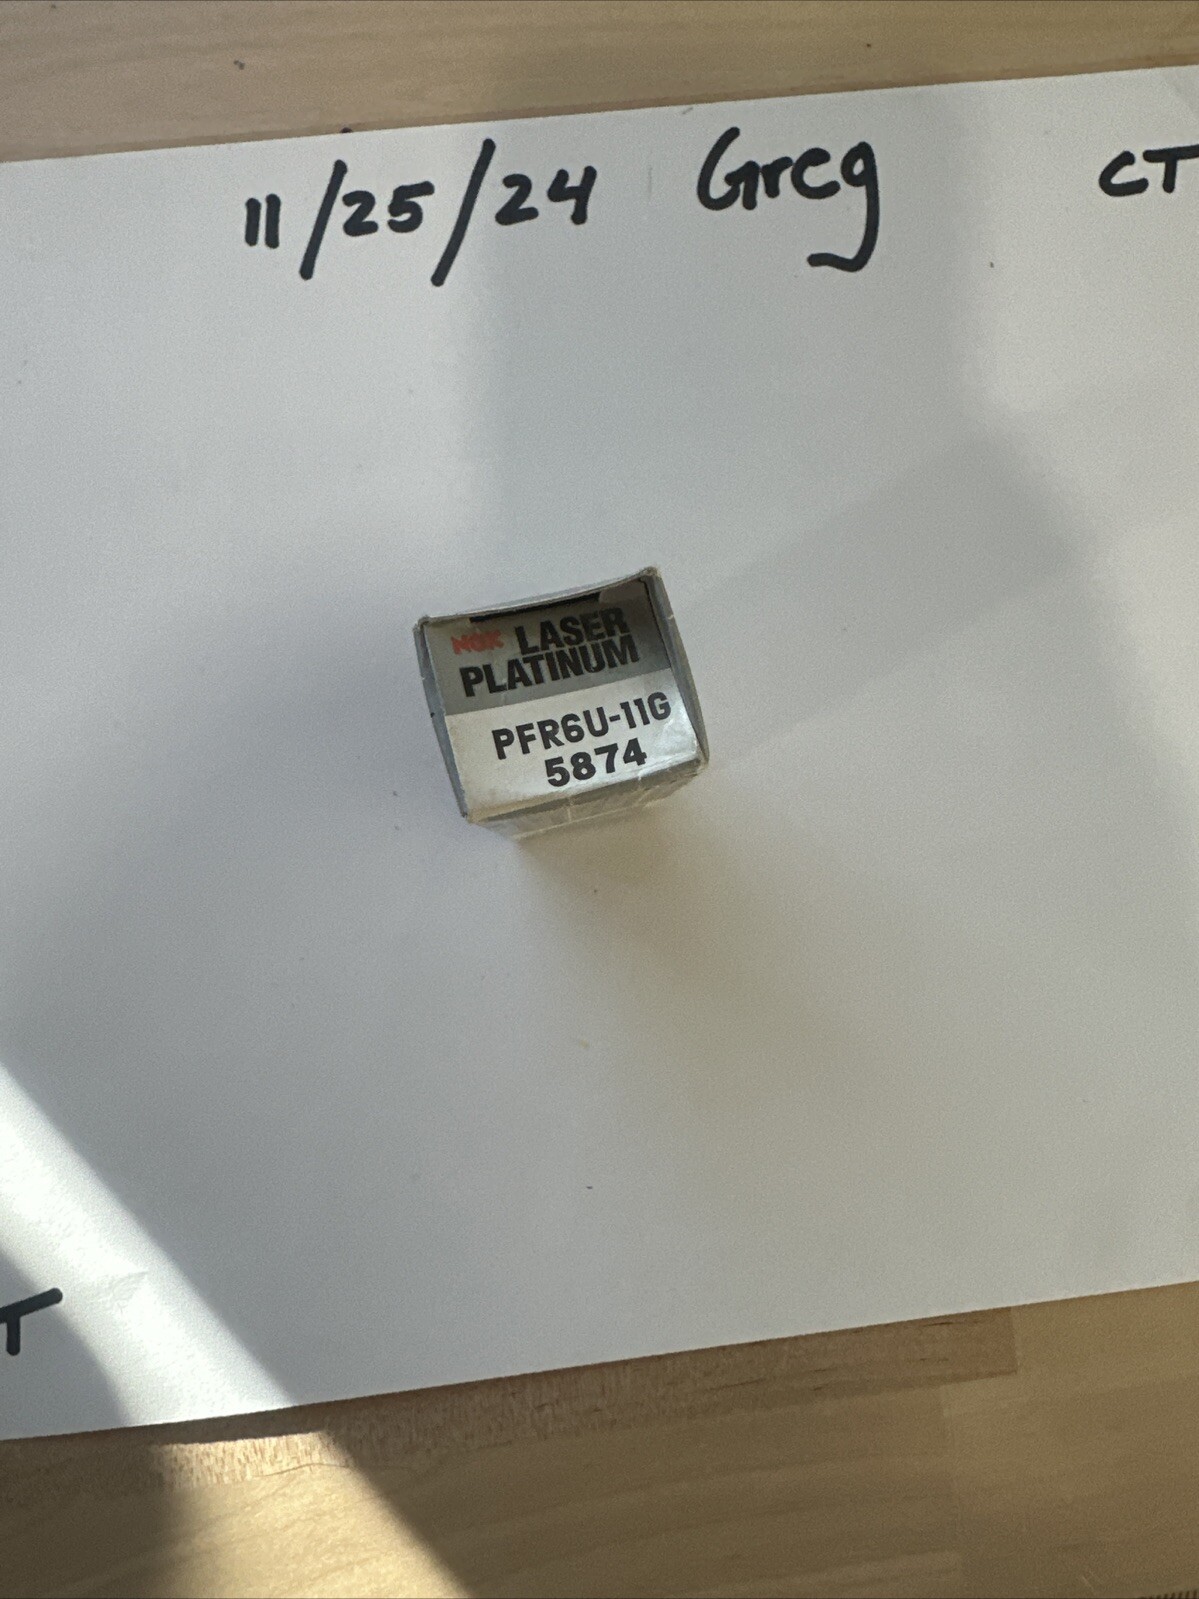 11/25/24 Greg CT
NGK LASER
PLATINUM
PFR6U-11G
5874
T